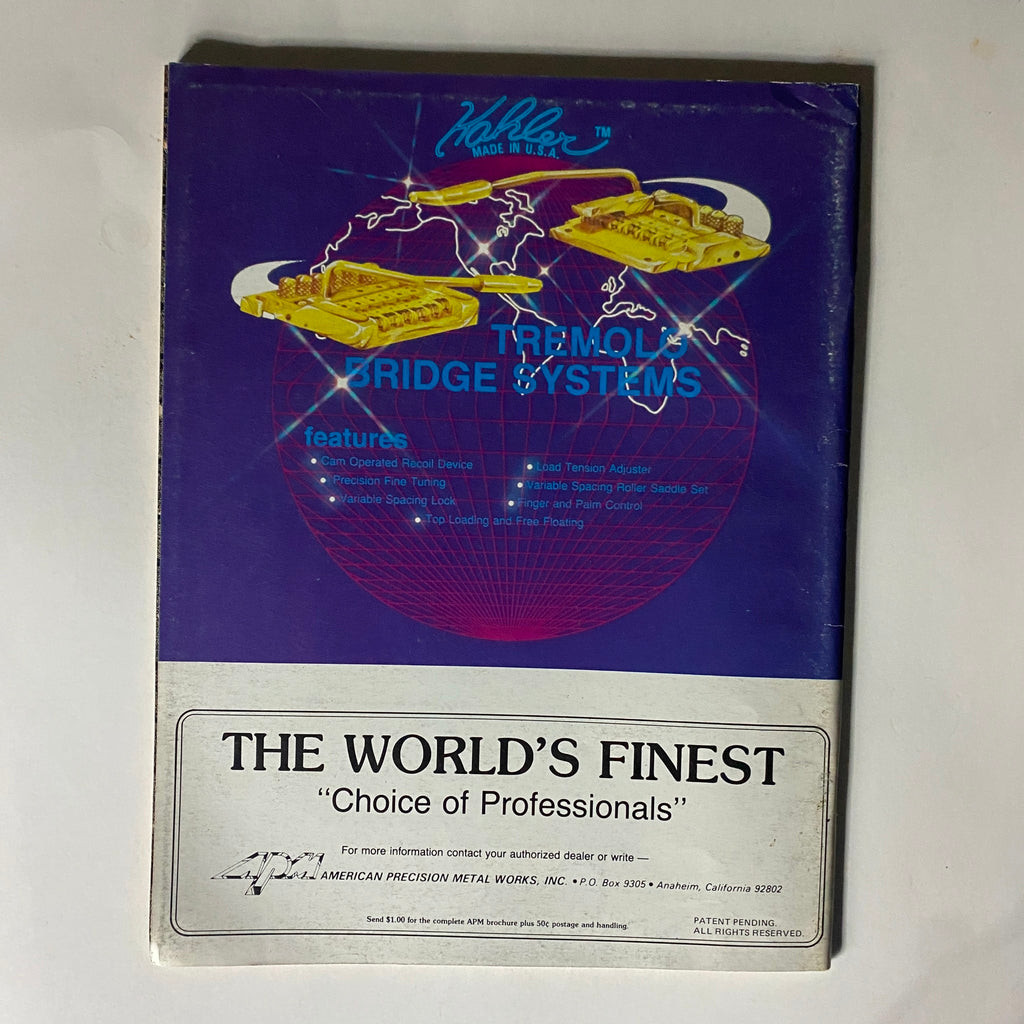 Kahler™
MADE IN U.S.A.
TREMOLO
BRIDGE SYSTEMS
features
• Cam Operated Recoil Device
• Precision Fine Tuning
• Variable Spacing Lock
• Load Tension Adjuster
• Variable Spacing Roller Saddle Set
• Finger and Palm Control
• Top Loading and Free Floating
THE WORLD'S FINEST
“Choice of Professionals”
For more information contact your authorized dealer or write —
APM AMERICAN PRECISION METAL WORKS, INC. • P.O. Box 9305 • Anaheim, California 92802
Send $1.00 for the complete APM brochure plus 50¢ postage and handling.
PATENT PENDING.
ALL RIGHTS RESERVED.